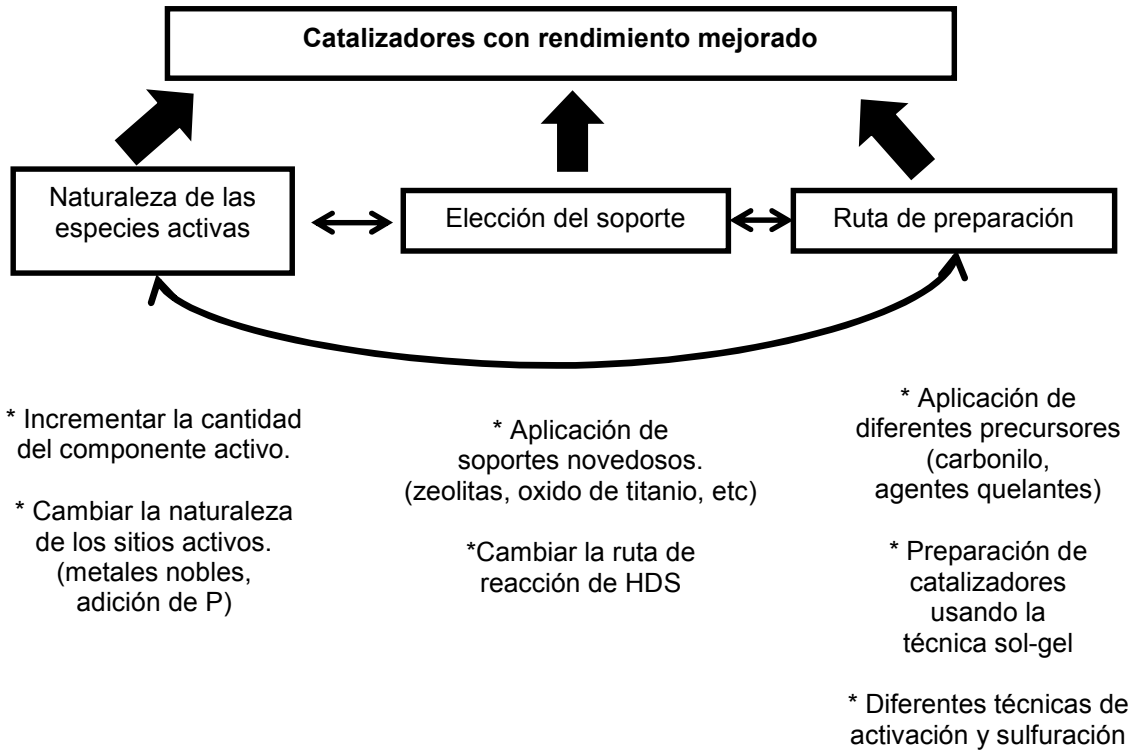 Catalizadores con rendimiento mejorado
Naturaleza de las
especies activas
Elección del soporte
Ruta de preparación
* Incrementar la cantidad
del componente activo.
* Cambiar la naturaleza
de los sitios activos.
(metales nobles,
adición de P)
* Aplicación de
soportes novedosos.
(zeolitas, oxido de titanio, etc)
*Cambiar la ruta de
reacción de HDS
* Aplicación de
diferentes precursores
(carbonilo,
agentes quelantes)
* Preparación de
catalizadores
usando la
técnica sol-gel
* Diferentes técnicas de
activación y sulfuración